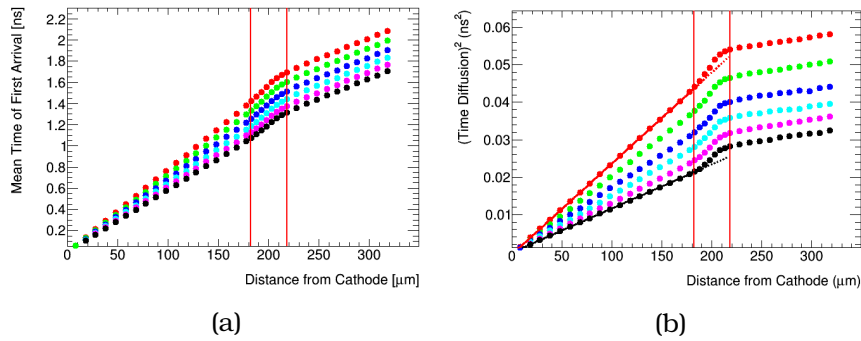 Mean Time of First Arrival [ns]
2.2
2
1.8
1.6
1.4
1.2
1
0.8
0.6
0.4
0.2
0 50 100 150 200 250 300
Distance from Cathode [μm]
(a)
(Time Diffusion)² (ns²)
0.06
0.05
0.04
0.03
0.02
0.01
0 50 100 150 200 250 300 350
Distance from Cathode (μm)
(b)